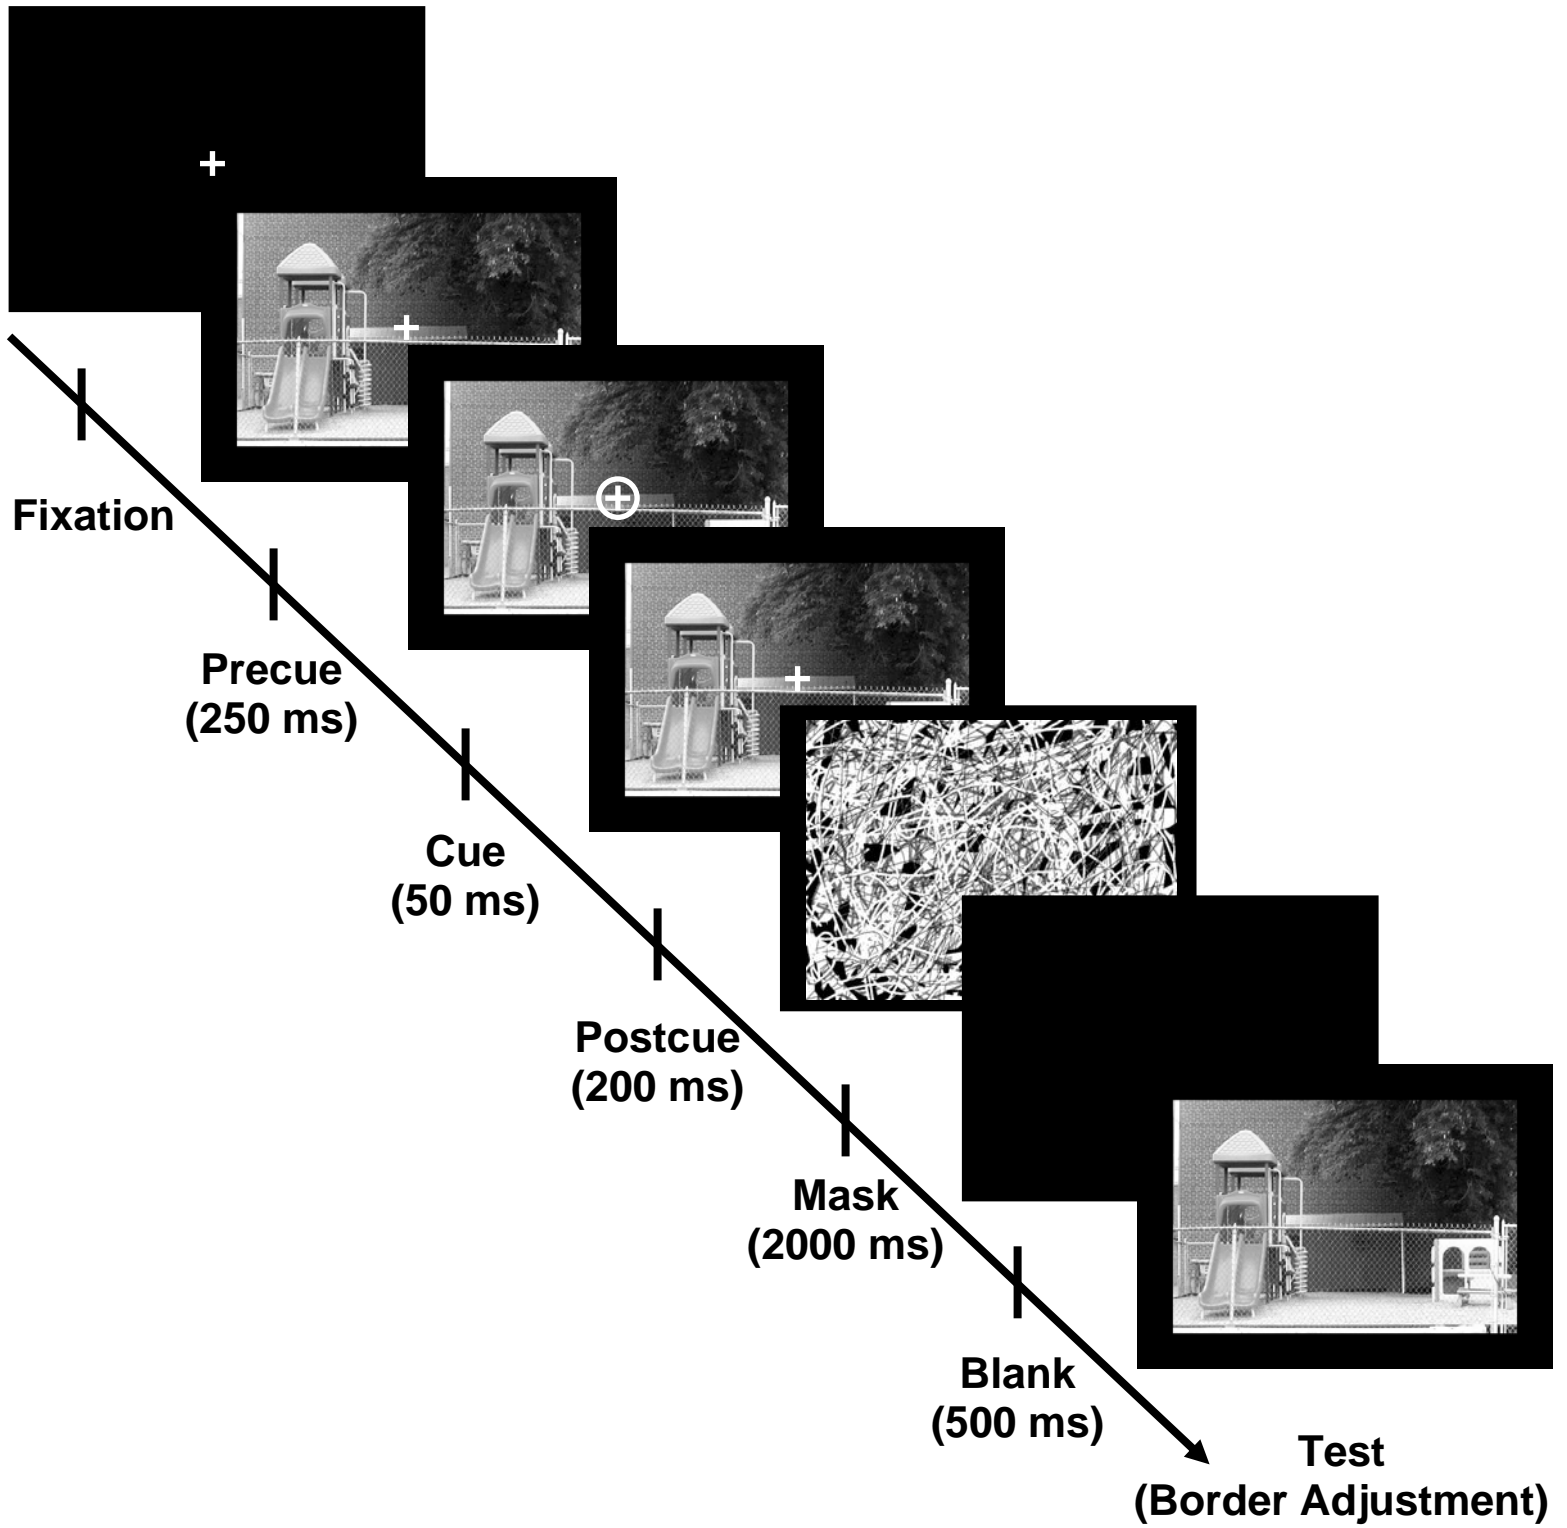 Fixation
Precue
(250 ms)
Cue
(50 ms)
Postcue
(200 ms)
Mask
(2000 ms)
Blank
(500 ms)
Test
(Border Adjustment)